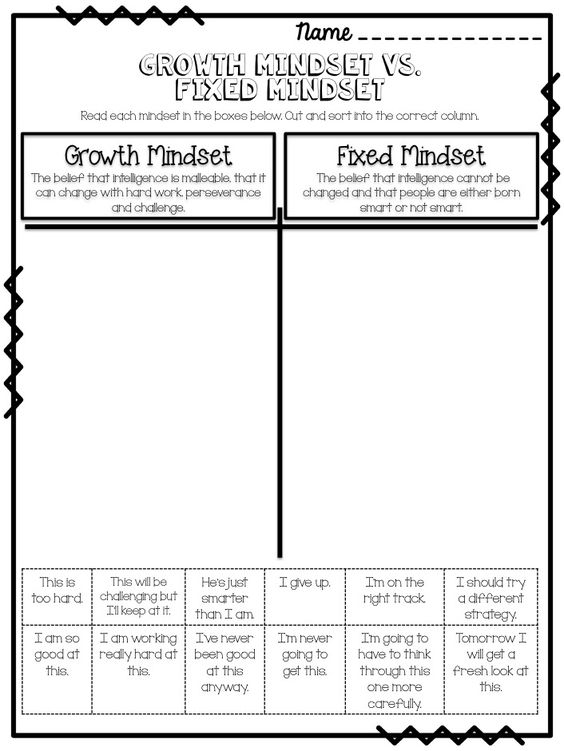 Name
GROWTH MINDSET VS.
FIXED MINDSET
Read each mindset in the boxes below. Cut and sort into the correct column.
Growth Mindset
The belief that intelligence is malleable, that it
can change with hard work, perseverance
and challenge.
Fixed Mindset
The belief that intelligence cannot be
changed and that people are either born
smart or not smart.
This is
too hard.
This will be
challenging but
I'll keep at it.
He's just
smarter
than I am.
I give up.
I'm on the
right track.
I should try
a different
strategy.
I am so
good at
this.
I am working
really hard at
this.
I've never
been good
at this
anyway.
I'm never
going to
get this.
I'm going to
have to think
through this
one more
carefully.
Tomorrow I
will get a
fresh look at
this.